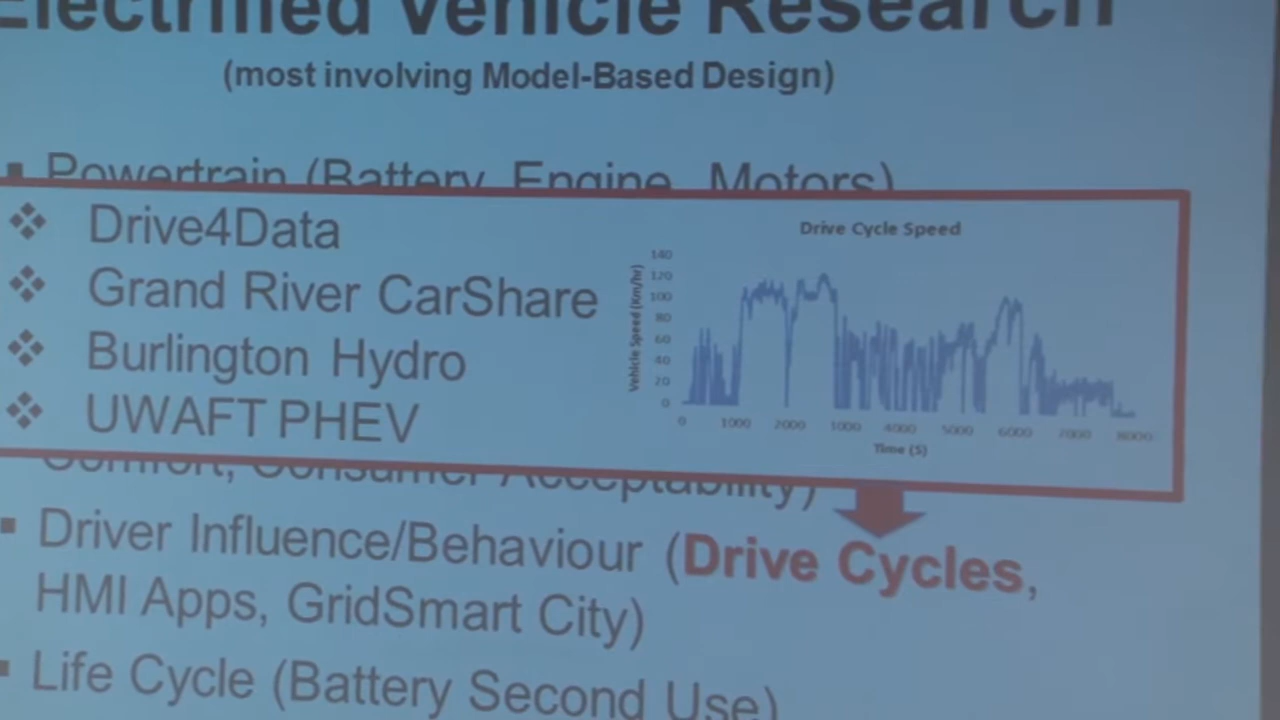 Electrified Vehicle Research
(most involving Model-Based Design)
▪ Powertrain (Battery, Engine, Motors)
❖ Drive4Data
❖ Grand River CarShare
❖ Burlington Hydro
❖ UWAFT PHEV
Drive Cycle Speed
Vehicle Speed (Km/hr)
140
120
100
80
60
40
20
0
0 1000 2000 3000 4000 5000 6000 7000 8000
Time (S)
Comfort, Consumer Acceptability)
▪ Driver Influence/Behaviour (Drive Cycles,
HMI Apps, GridSmart City)
▪ Life Cycle (Battery Second Use)